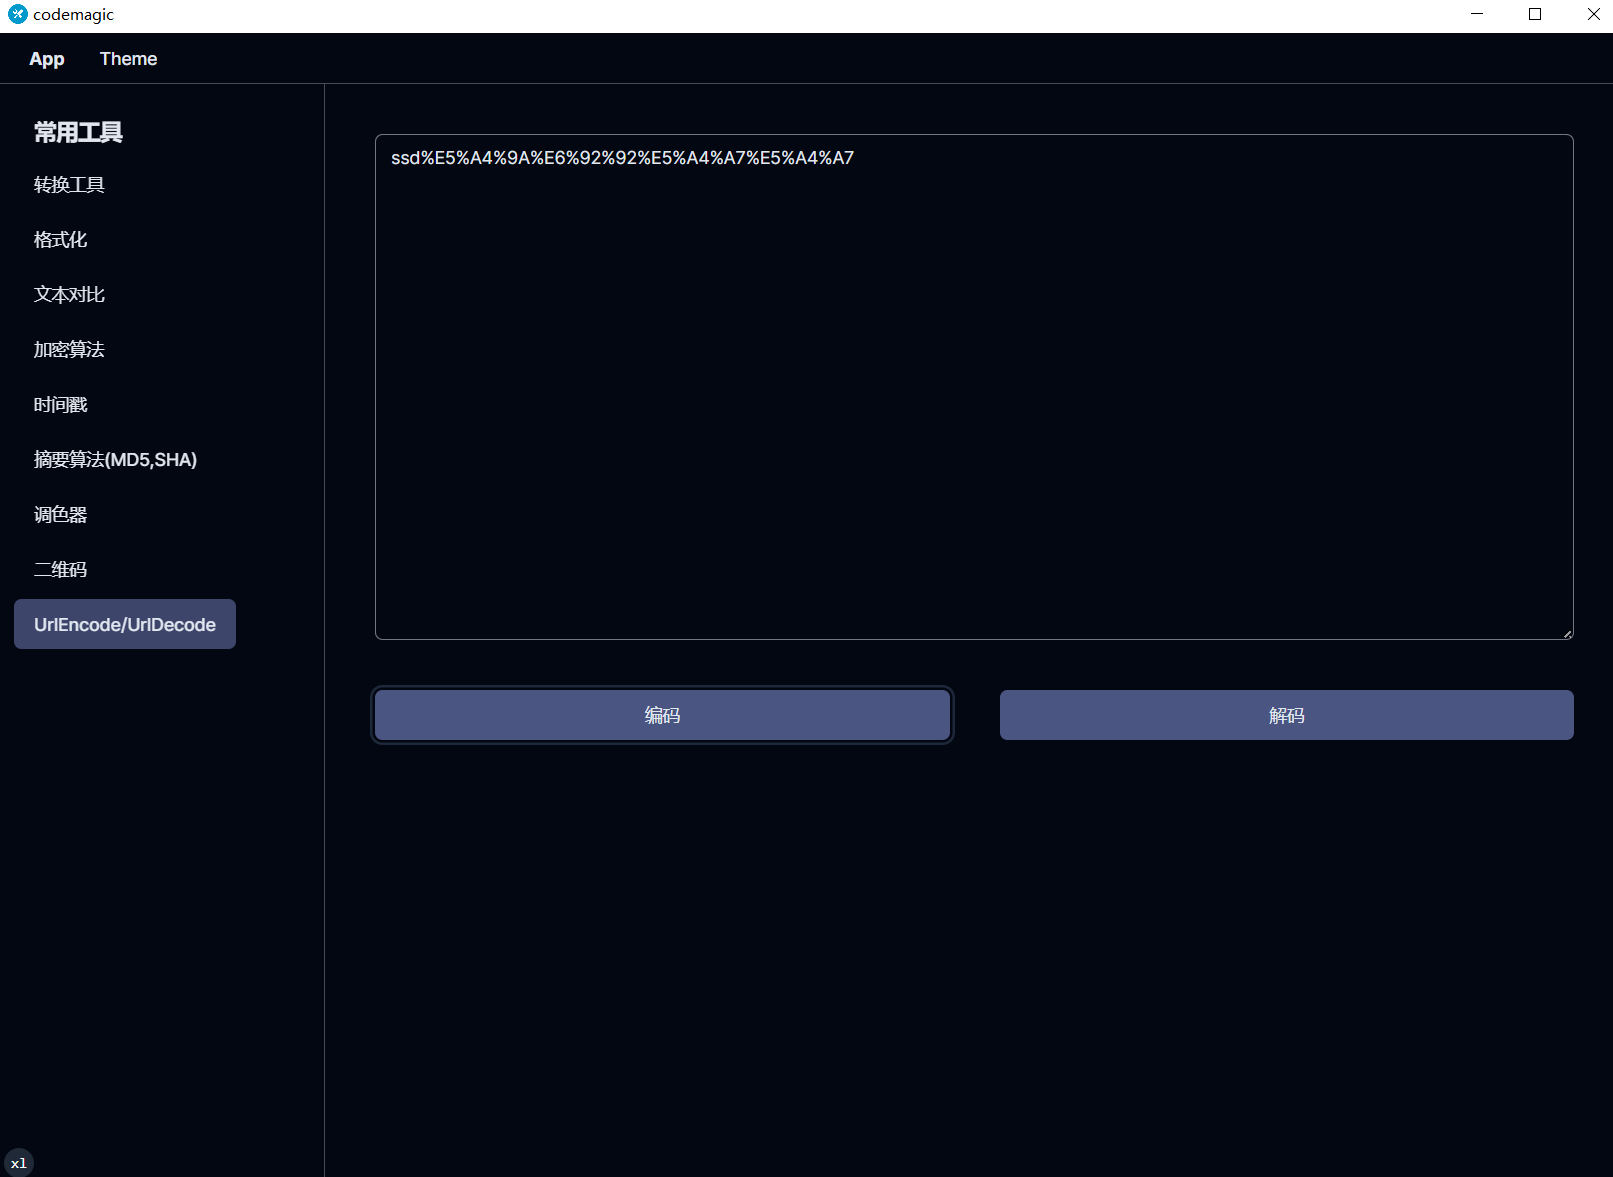 codemagic
App Theme
常用工具
转换工具
格式化
文本对比
加密算法
时间戳
摘要算法(MD5,SHA)
调色器
二维码
UrlEncode/UrlDecode
ssd%E5%A4%9A%E6%92%92%E5%A4%A7%E5%A4%A7
编码 解码
xl